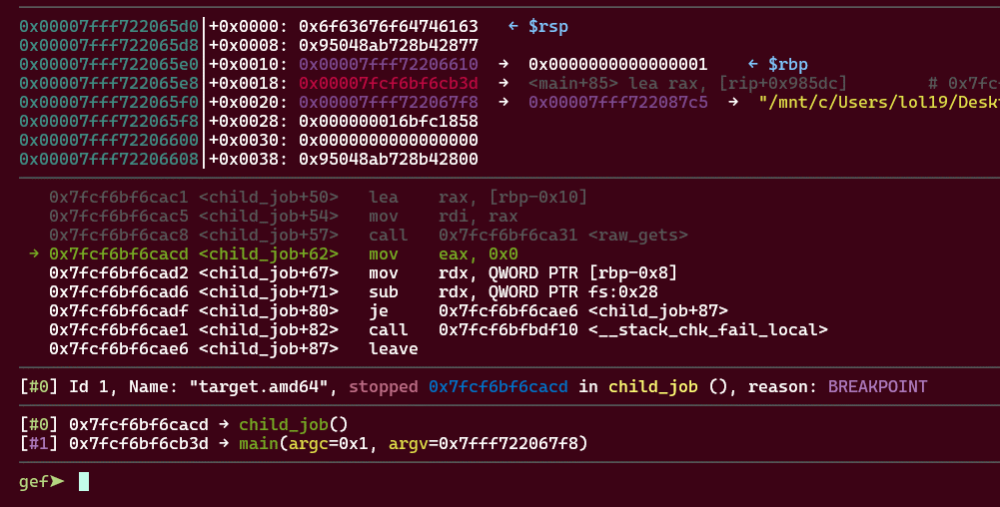 0x00007fff722065d0│+0x0000: 0x6f63676f64746163   ← $rsp
0x00007fff722065d8│+0x0008: 0x95048ab728b42877
0x00007fff722065e0│+0x0010: 0x00007fff72206610  →  0x0000000000000001   ← $rbp
0x00007fff722065e8│+0x0018: 0x00007fcf6bf6cb3d  →  <main+85> lea rax, [rip+0x985dc]        # 0x7fc
0x00007fff722065f0│+0x0020: 0x00007fff722067f8  →  0x00007fff722087c5  →  "/mnt/c/Users/lol19/Desk
0x00007fff722065f8│+0x0028: 0x000000016bfc1858
0x00007fff72206600│+0x0030: 0x0000000000000000
0x00007fff72206608│+0x0038: 0x95048ab728b42800
0x7fcf6bf6cac1 <child_job+50>   lea    rax, [rbp-0x10]
0x7fcf6bf6cac5 <child_job+54>   mov    rdi, rax
0x7fcf6bf6cac8 <child_job+57>   call   0x7fcf6bf6ca31 <raw_gets>
→ 0x7fcf6bf6cacd <child_job+62>   mov    eax, 0x0
0x7fcf6bf6cad2 <child_job+67>   mov    rdx, QWORD PTR [rbp-0x8]
0x7fcf6bf6cad6 <child_job+71>   sub    rdx, QWORD PTR fs:0x28
0x7fcf6bf6cadf <child_job+80>   je     0x7fcf6bf6cae6 <child_job+87>
0x7fcf6bf6cae1 <child_job+82>   call   0x7fcf6bfbdf10 <__stack_chk_fail_local>
0x7fcf6bf6cae6 <child_job+87>   leave
[#0] Id 1, Name: "target.amd64", stopped 0x7fcf6bf6cacd in child_job (), reason: BREAKPOINT
[#0] 0x7fcf6bf6cacd → child_job()
[#1] 0x7fcf6bf6cb3d → main(argc=0x1, argv=0x7fff722067f8)
gef➤